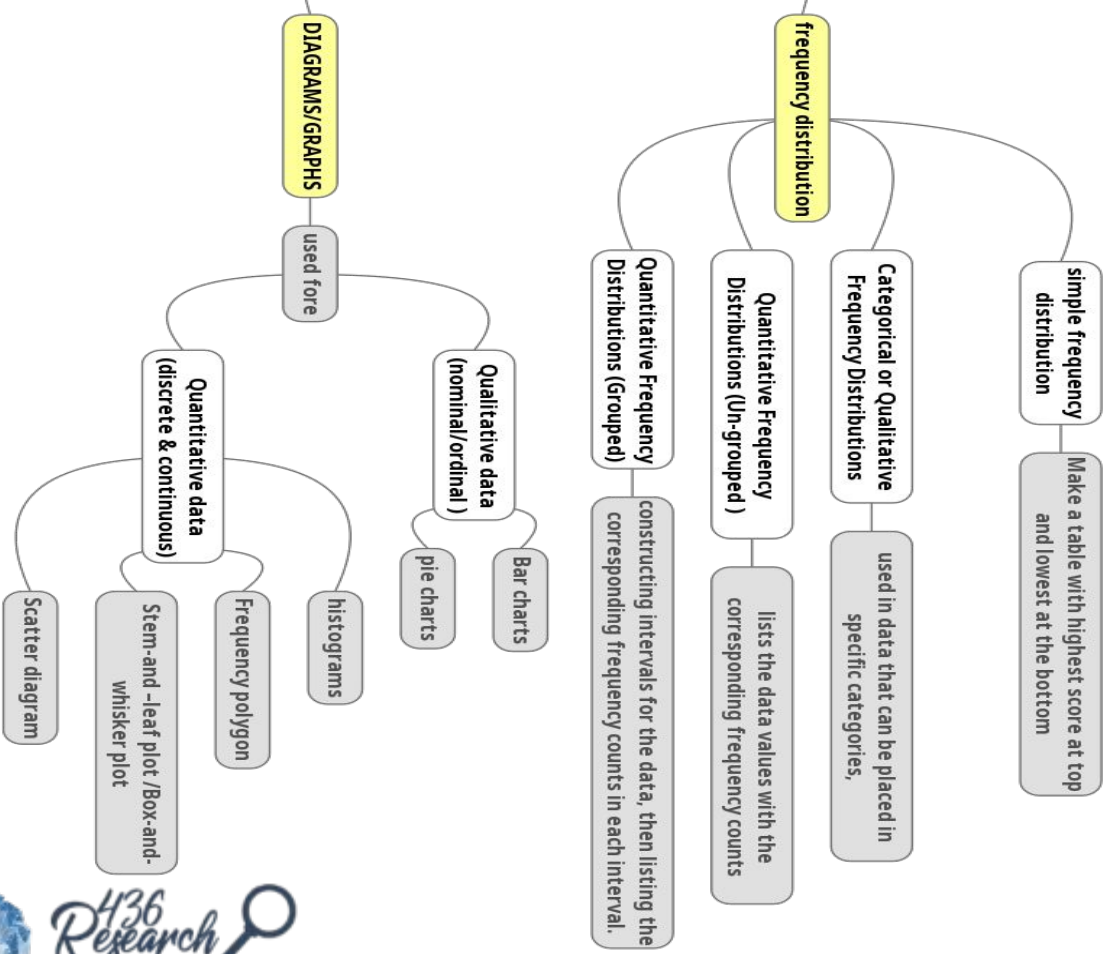 frequency distribution
simple frequency
distribution
Make a table with highest score at top
and lowest at the bottom
Categorical or Qualitative
Frequency Distributions
used in data that can be placed in
specific categories,
Quantitative Frequency
Distributions (Un-grouped )
lists the data values with the
corresponding frequency counts
Quantitative Frequency
Distributions (Grouped)
constructing intervals for the data, then listing the
corresponding frequency counts in each interval.
DIAGRAMS/GRAPHS
used fore
Qualitative data
(nominal/ordinal )
Bar charts
pie charts
Quantitative data
(discrete & continuous)
histograms
Frequency polygon
Stem-and –leaf plot /Box-and-
whisker plot
Scatter diagram
436
Research